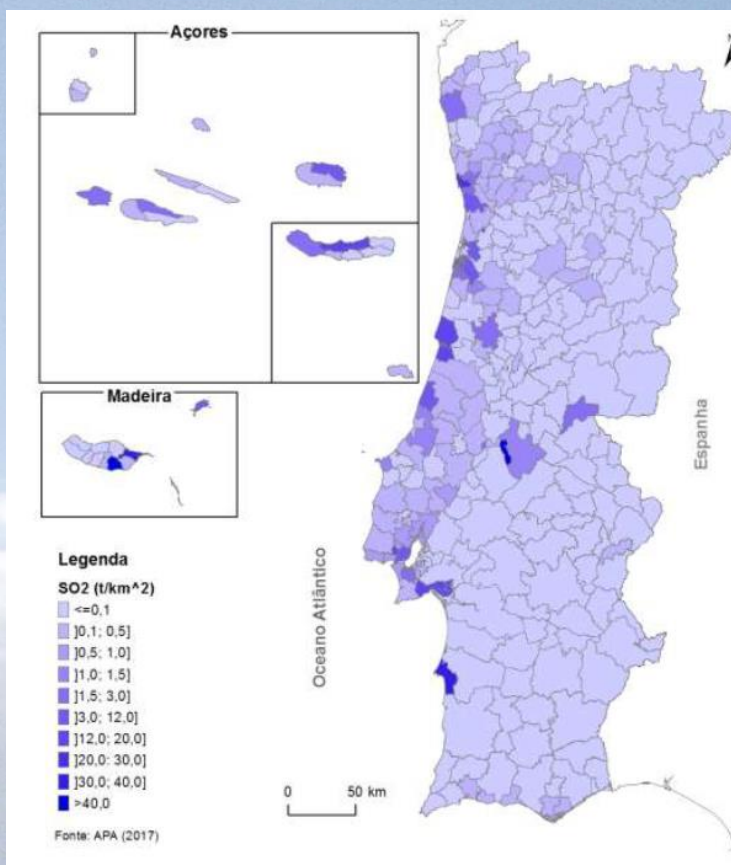 Açores
Madeira
Espanha
Oceano Atlântico
Legenda
SO2 (t/km^2)
<=0,1
]0,1; 0,5]
]0,5; 1,0]
]1,0; 1,5]
]1,5; 3,0]
]3,0; 12,0]
]12,0; 20,0]
]20,0; 30,0]
]30,0; 40,0]
>40,0
0 50 km
Fonte: APA (2017)